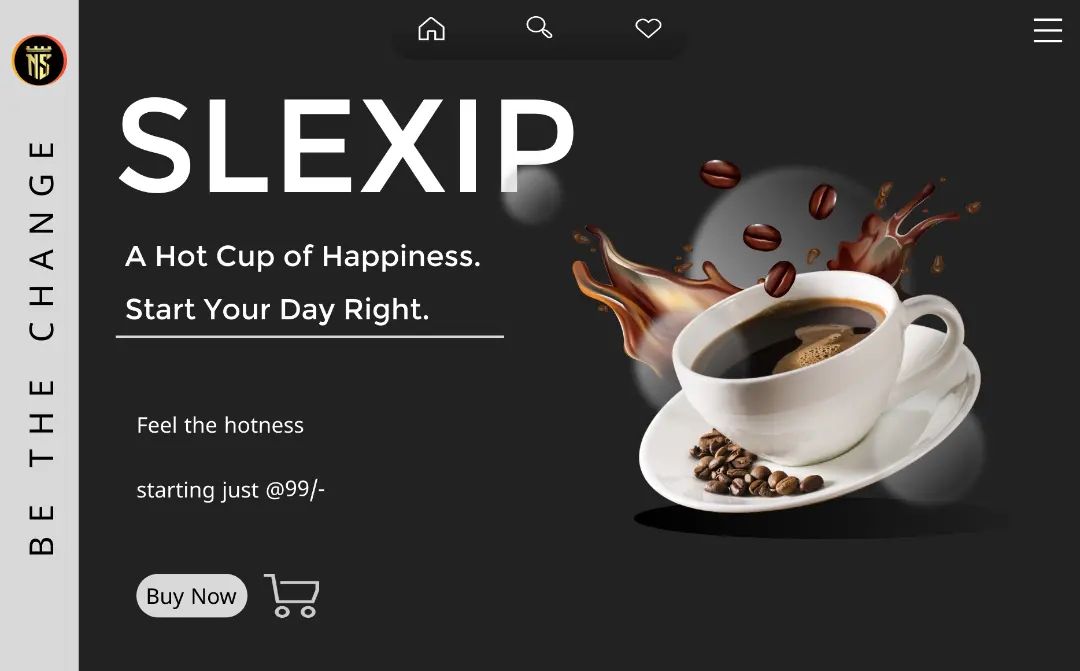 NS
BE THE CHANGE
SLEXIP
A Hot Cup of Happiness.
Start Your Day Right.
Feel the hotness
starting just @99/-
Buy Now